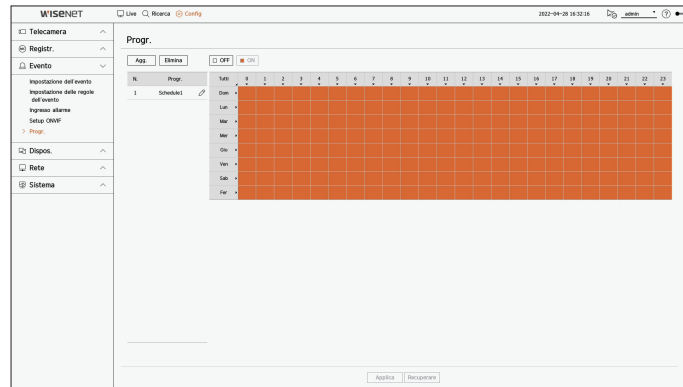 WISENET
Live Ricerca Config
2022-04-28 16:32:16 admin
Telecamera
Registr.
Evento
Impostazione dell'evento
Impostazione delle regole
dell'evento
Ingresso allarme
Setup ONVIF
Progr.
Dispos.
Rete
Sistema
Progr.
Agg. Elimina OFF ON
N. Progr.
1 Schedule1
Tutti 0 1 2 3 4 5 6 7 8 9 10 11 12 13 14 15 16 17 18 19 20 21 22 23
Dom
Lun
Mar
Mer
Gio
Ven
Sab
Fer
Applica Recuperare